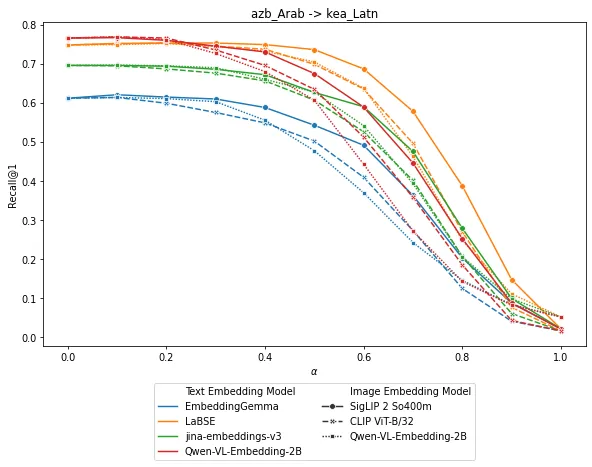 azb_Arab -> kea_Latn
Recall@1
0.8
0.7
0.6
0.5
0.4
0.3
0.2
0.1
0.0
0.0 0.2 0.4 0.6 0.8 1.0
α
Text Embedding Model
EmbeddingGemma
LaBSE
jina-embeddings-v3
Qwen-VL-Embedding-2B
Image Embedding Model
SigLIP 2 So400m
CLIP ViT-B/32
Qwen-VL-Embedding-2B